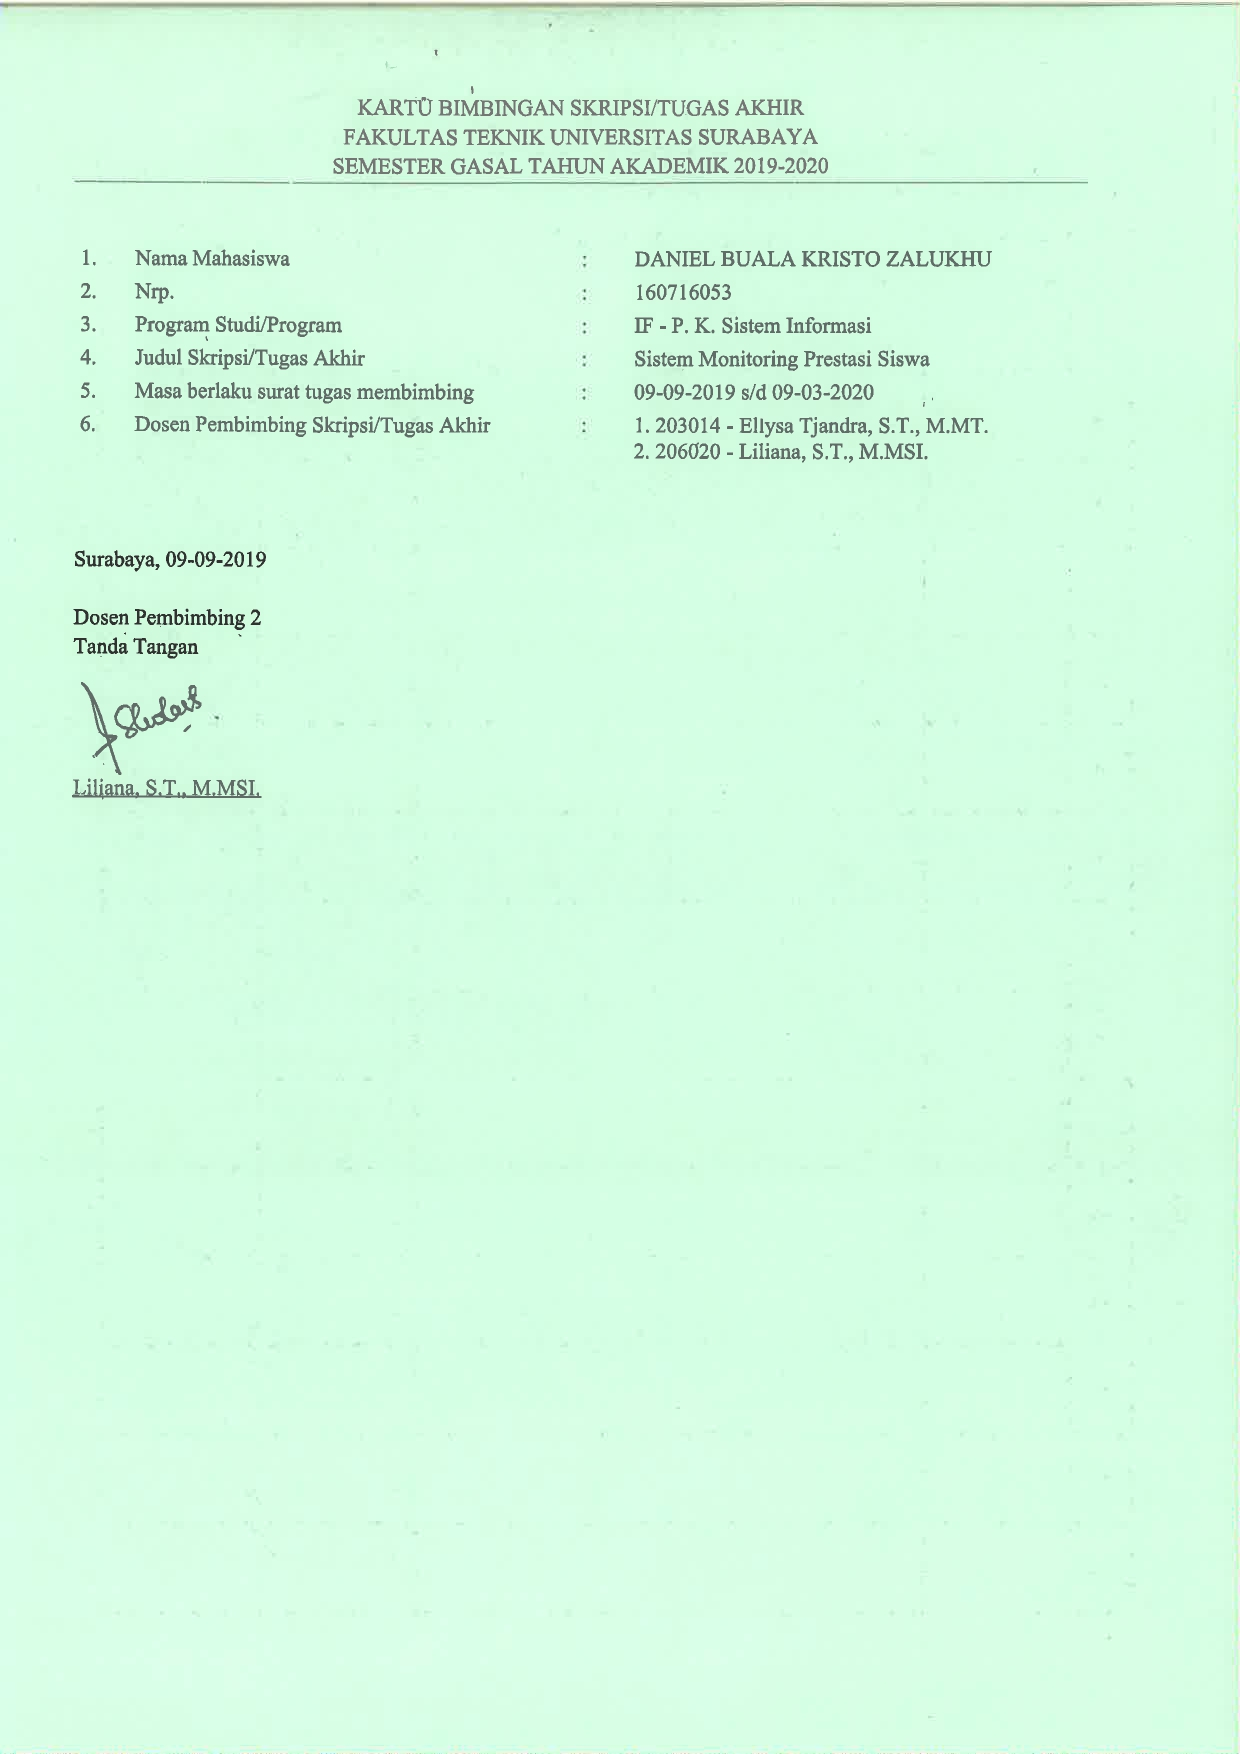 KARTU BIMBINGAN SKRIPSI/TUGAS AKHIR
FAKULTAS TEKNIK UNIVERSITAS SURABAYA
SEMESTER GASAL TAHUN AKADEMIK 2019-2020
1. Nama Mahasiswa : DANIEL BUALA KRISTO ZALUKHU
2. Nrp. : 160716053
3. Program Studi/Program : IF - P. K. Sistem Informasi
4. Judul Skripsi/Tugas Akhir : Sistem Monitoring Prestasi Siswa
5. Masa berlaku surat tugas membimbing : 09-09-2019 s/d 09-03-2020
6. Dosen Pembimbing Skripsi/Tugas Akhir : 1. 203014 - Ellysa Tjandra, S.T., M.MT.
2. 206020 - Liliana, S.T., M.MSI.
Surabaya, 09-09-2019
Dosen Pembimbing 2
Tanda Tangan
Liliana, S.T., M.MSI.